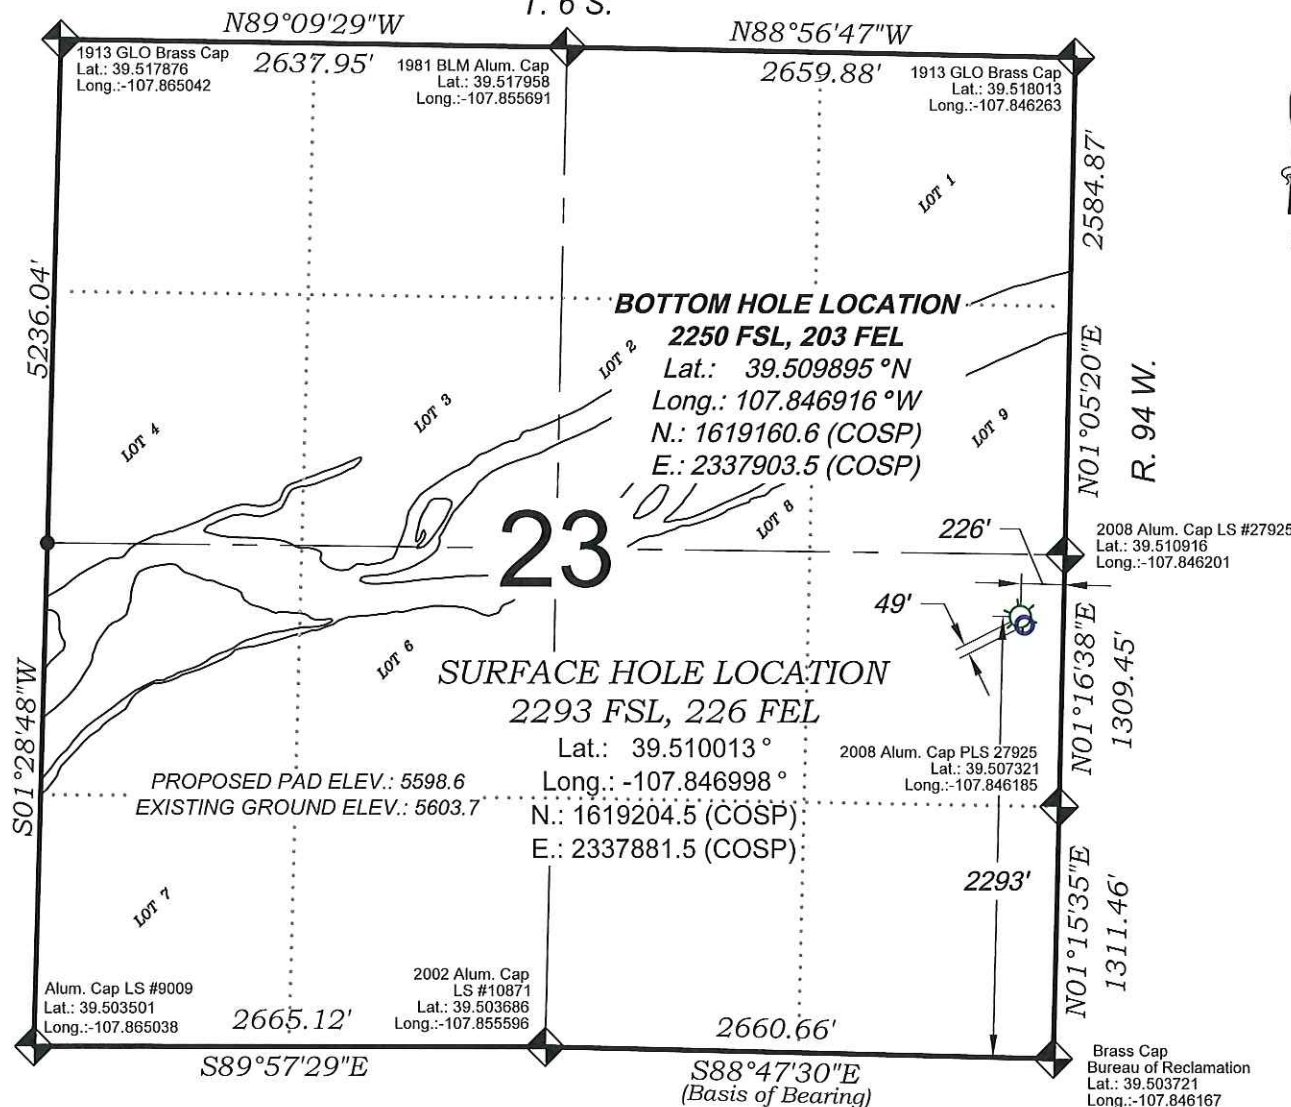 T. 6 S.
N89°09'29"W
N88°56'47"W
1913 GLO Brass Cap
Lat.: 39.517876
Long.:-107.865042
2637.95'
1981 BLM Alum. Cap
Lat.: 39.517958
Long.:-107.855691
2659.88'
1913 GLO Brass Cap
Lat.: 39.518013
Long.:-107.846263
2584.87'
LOT 1
5236.04'
BOTTOM HOLE LOCATION
2250 FSL, 203 FEL
Lat.: 39.509895 °N
Long.: 107.846916 °W
N.: 1619160.6 (COSP)
E.: 2337903.5 (COSP)
LOT 2
LOT 3
LOT 4
LOT 9
N01°05'20"E
R. 94 W.
LOT 8
23
226'
2008 Alum. Cap LS #27925
Lat.: 39.510916
Long.:-107.846201
49'
LOT 6
SURFACE HOLE LOCATION
2293 FSL, 226 FEL
Lat.: 39.510013 °
Long.: -107.846998 °
N.: 1619204.5 (COSP)
E.: 2337881.5 (COSP)
N01°16'38"E
1309.45'
S01°28'48"W
PROPOSED PAD ELEV.: 5598.6
EXISTING GROUND ELEV.: 5603.7
2008 Alum. Cap PLS 27925
Lat.: 39.507321
Long.:-107.846185
2293'
LOT 7
N01°15'35"E
1311.46'
Alum. Cap LS #9009
Lat.: 39.503501
Long.:-107.865038
2665.12'
2002 Alum. Cap
LS #10871
Lat.: 39.503686
Long.:-107.855596
2660.66'
S89°57'29"E
S88°47'30"E
(Basis of Bearing)
Brass Cap
Bureau of Reclamation
Lat.: 39.503721
Long.:-107.846167